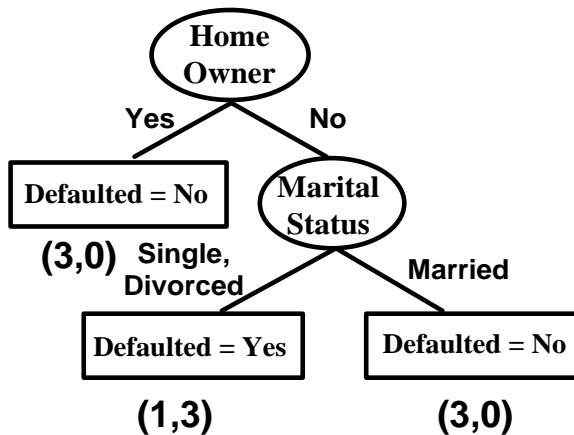 Home
Owner
Yes
No
Defaulted = No
Marital
Status
(3,0)
Single,
Divorced
Married
Defaulted = Yes
Defaulted = No
(1,3)
(3,0)